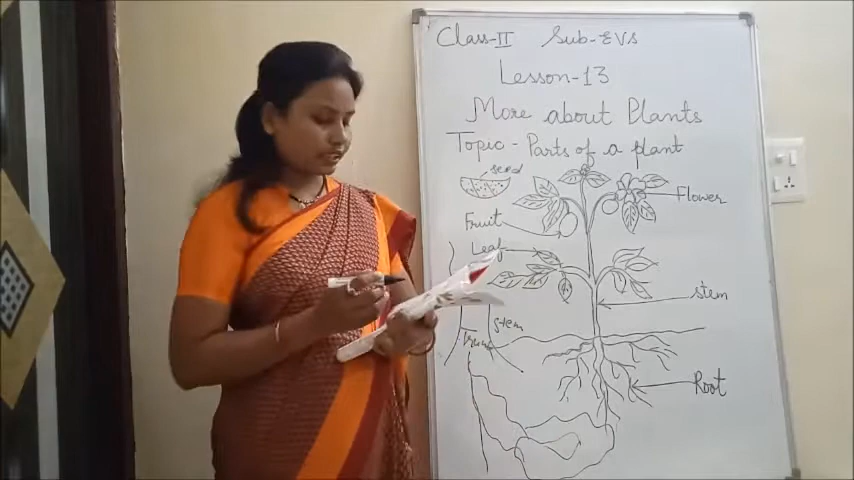 Class-II Sub-EVS
Lesson-13
More about Plants
Topic - Parts of a plant
seed
Flower
Fruit
Leaf
stem
stem
Root